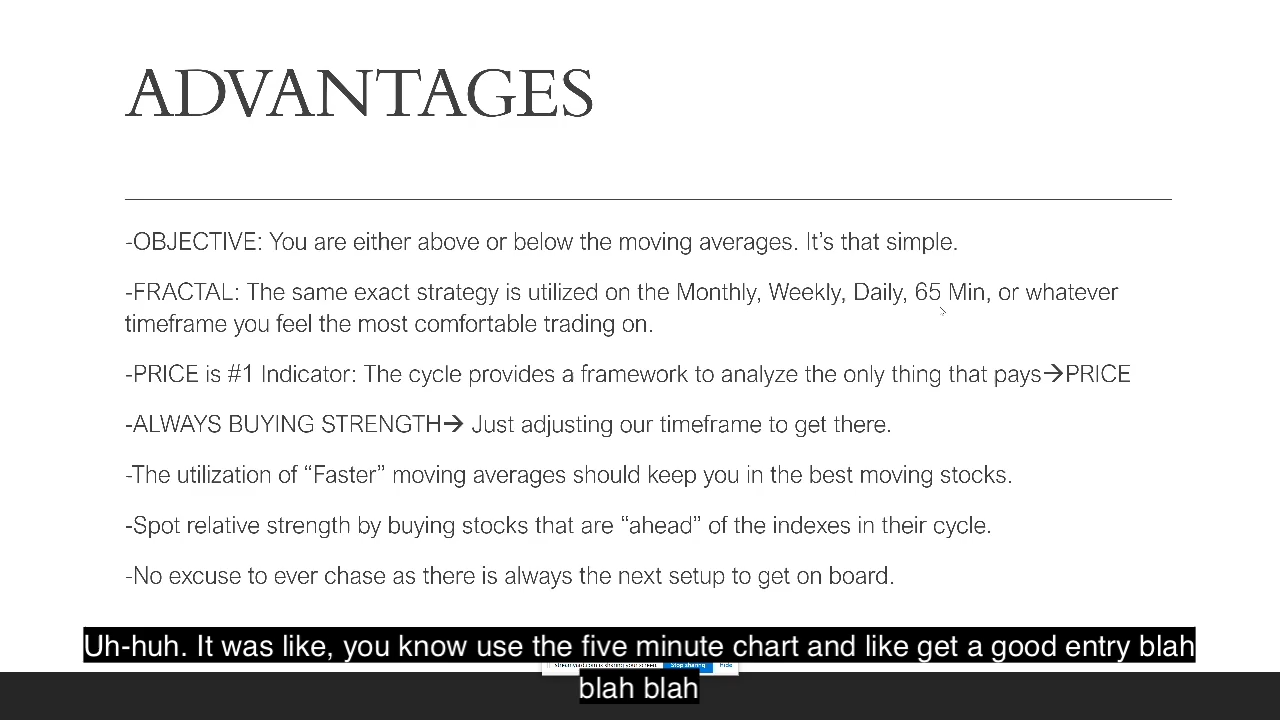 ADVANTAGES
-OBJECTIVE: You are either above or below the moving averages. It’s that simple.
-FRACTAL: The same exact strategy is utilized on the Monthly, Weekly, Daily, 65 Min, or whatever
timeframe you feel the most comfortable trading on.
-PRICE is #1 Indicator: The cycle provides a framework to analyze the only thing that pays→PRICE
-ALWAYS BUYING STRENGTH→ Just adjusting our timeframe to get there.
-The utilization of “Faster” moving averages should keep you in the best moving stocks.
-Spot relative strength by buying stocks that are “ahead” of the indexes in their cycle.
-No excuse to ever chase as there is always the next setup to get on board.
Uh-huh. It was like, you know use the five minute chart and like get a good entry blah
is sharing your screen. Stop sharing Hide
blah blah